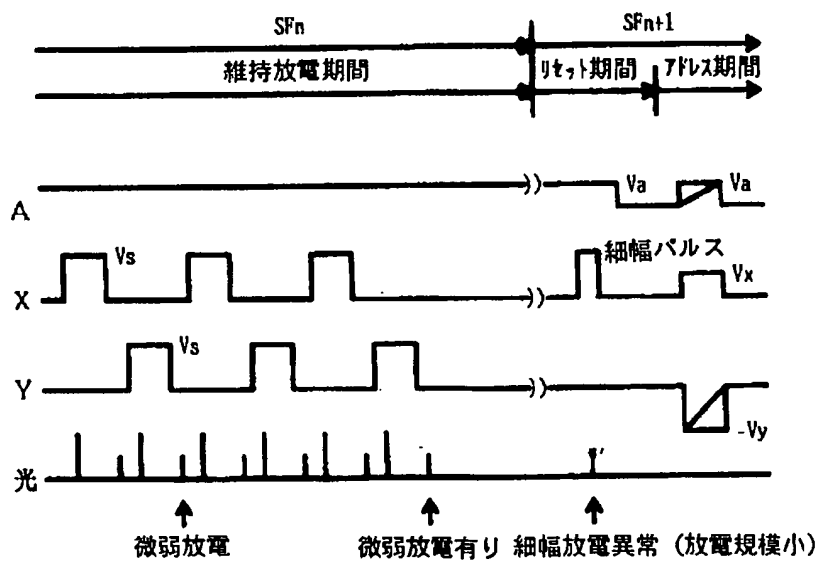 SFn SFn+1
維持放電期間 リセット期間 アドレス期間
A Va Va
X Vs 細幅パルス Vx
Y Vs -Vy
光
微弱放電 微弱放電有り 細幅放電異常 (放電規模小)